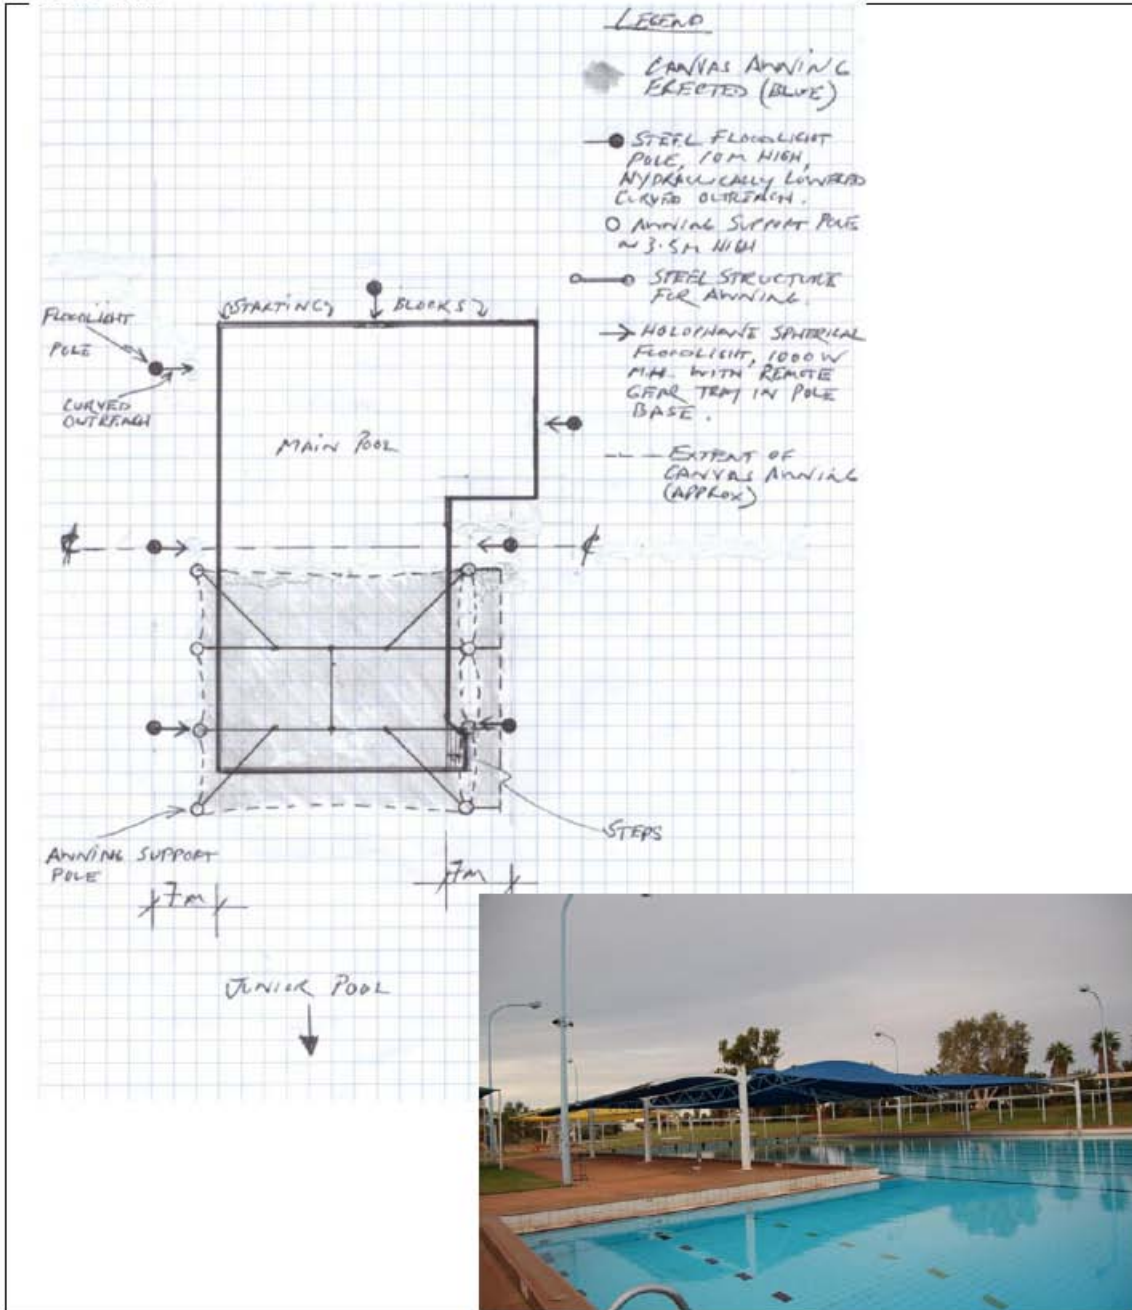 LEGEND
CANVAS AWNING
ERECTED (BLUE)
STEEL FLOODLIGHT
POLE, 10M HIGH,
HYDRAULICALLY LOWERED
CURVED OUTREACH.
AWNING SUPPORT POLE
~ 3.5M HIGH
STEEL STRUCTURE
FOR AWNING.
HOLOPHANE SPHERICAL
FLOODLIGHT, 1000W
M.H. WITH REMOTE
GEAR TRAY IN POLE
BASE.
EXTENT OF
CANVAS AWNING
(APPROX)
STARTING BLOCKS
FLOODLIGHT
POLE
CURVED
OUTREACH
MAIN POOL
℄ ℄
STEPS
AWNING SUPPORT
POLE
7m 7m
JUNIOR POOL